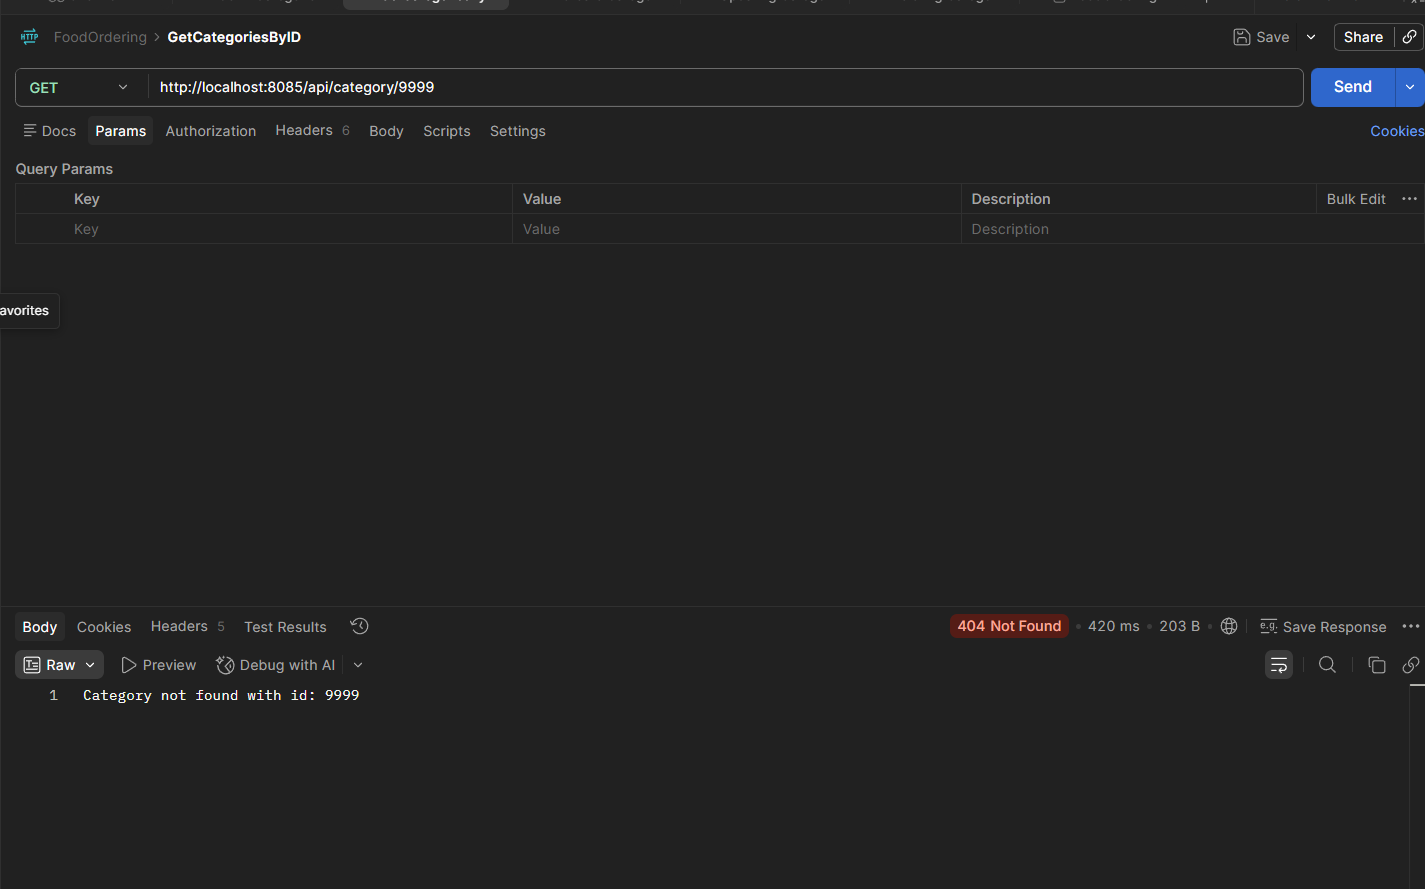 HTTP FoodOrdering > GetCategoriesByID Save Share
GET http://localhost:8085/api/category/9999 Send
Docs Params Authorization Headers 6 Body Scripts Settings Cookies
Query Params
Key Value Description Bulk Edit ...
Key Value Description
avorites
Body Cookies Headers 5 Test Results 404 Not Found • 420 ms • 203 B • e.g. Save Response ...
Raw Preview Debug with AI
1 Category not found with id: 9999